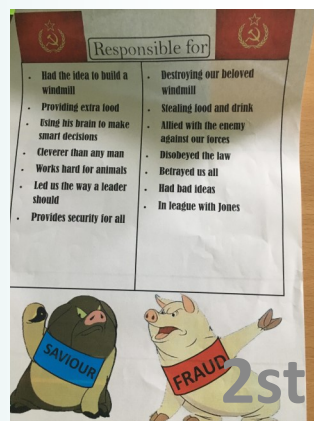 Responsible for
Had the idea to build a
windmill
Providing extra food
Using his brain to make
smart decisions
Cleverer than any man
Works hard for animals
Led us the way a leader
should
Provides security for all
Destroying our beloved
windmill
Stealing food and drink
Allied with the enemy
against our forces
Disobeyed the law
Betrayed us all
Had bad ideas
In league with Jones
SAVIOUR
FRAUD
2st